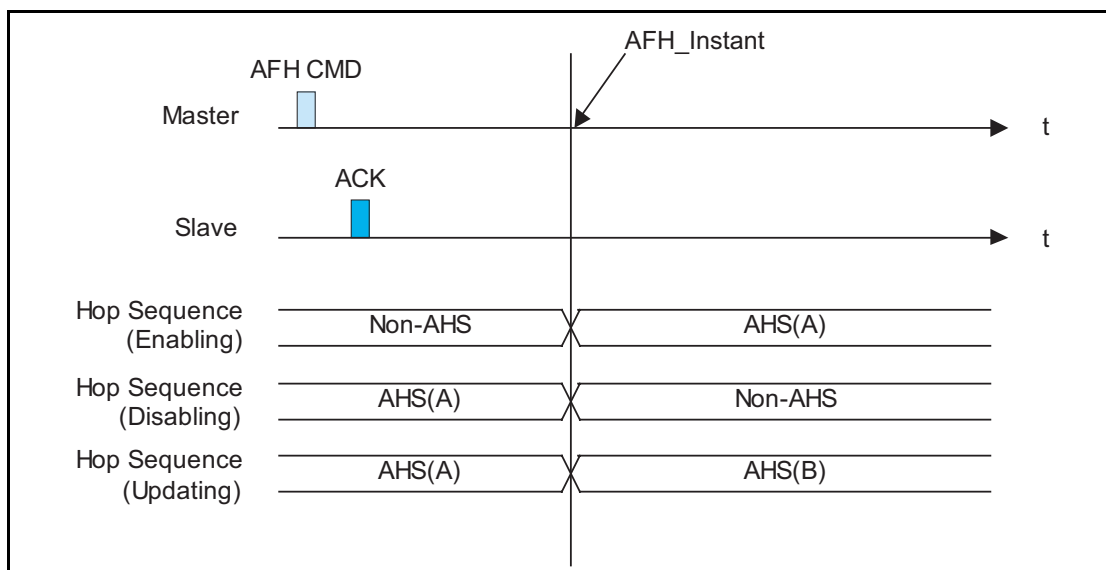 AFH_Instant
AFH CMD
Master
t
ACK
Slave
t
Hop Sequence
(Enabling)
Non-AHS
AHS(A)
Hop Sequence
(Disabling)
AHS(A)
Non-AHS
Hop Sequence
(Updating)
AHS(A)
AHS(B)